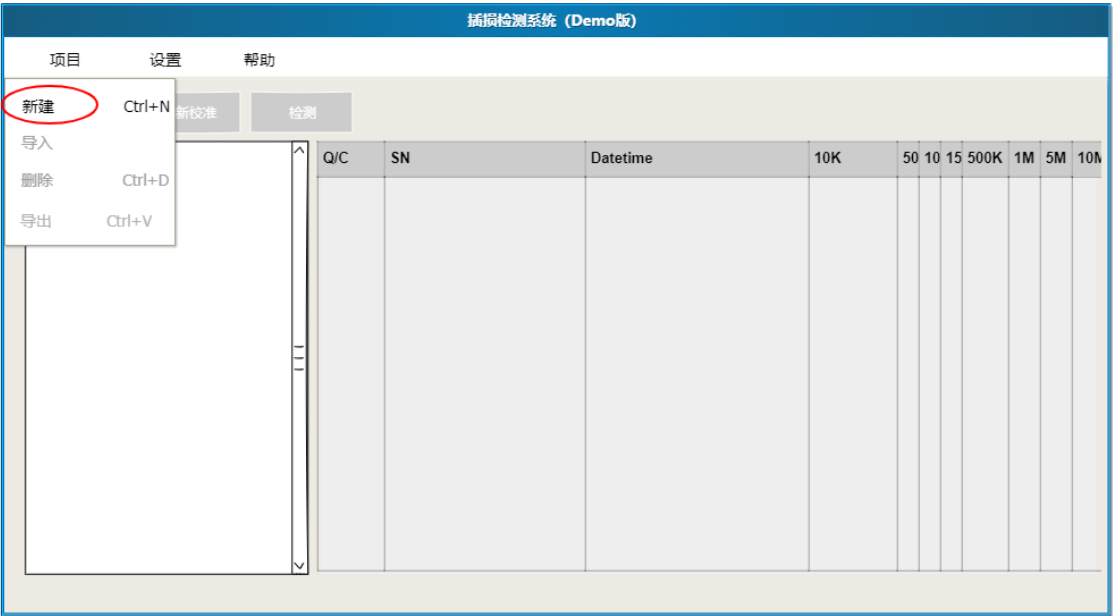 插损检测系统（Demo版）
项目 设置 帮助
新建 Ctrl+N
新校准 检测
导入
删除 Ctrl+D
导出 Ctrl+V
Q/C SN Datetime 10K 50 10 15 500K 1M 5M 10M